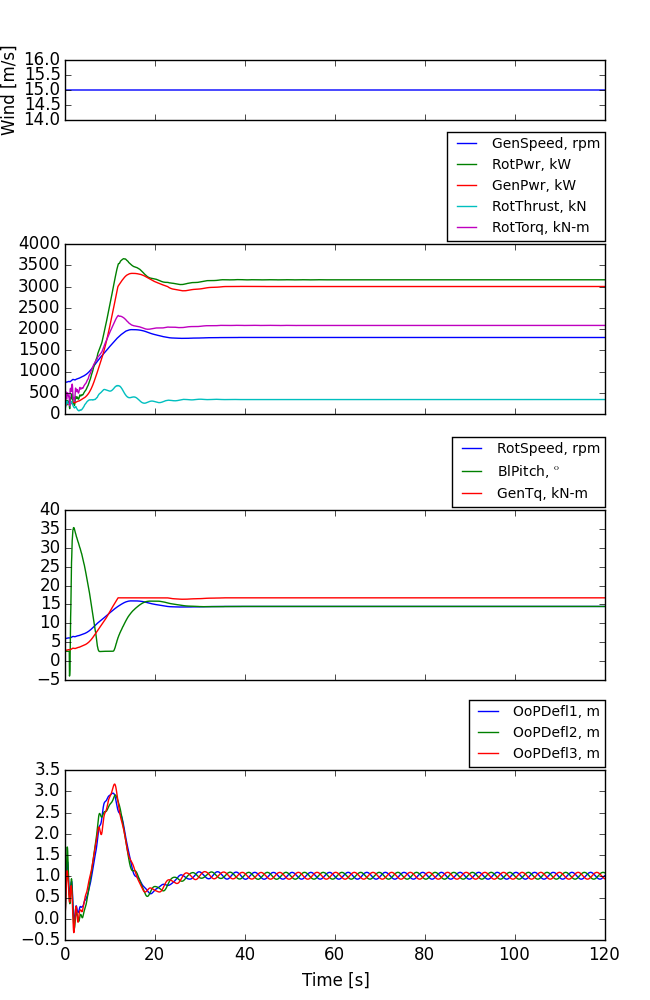 Wind [m/s]
16.0
15.5
15.0
14.5
14.0
GenSpeed, rpm
RotPwr, kW
GenPwr, kW
RotThrust, kN
RotTorq, kN-m
4000
3500
3000
2500
2000
1500
1000
500
0
RotSpeed, rpm
BlPitch, °
GenTq, kN-m
40
35
30
25
20
15
10
5
0
−5
OoPDefl1, m
OoPDefl2, m
OoPDefl3, m
3.5
3.0
2.5
2.0
1.5
1.0
0.5
0.0
−0.5
0 20 40 60 80 100 120
Time [s]